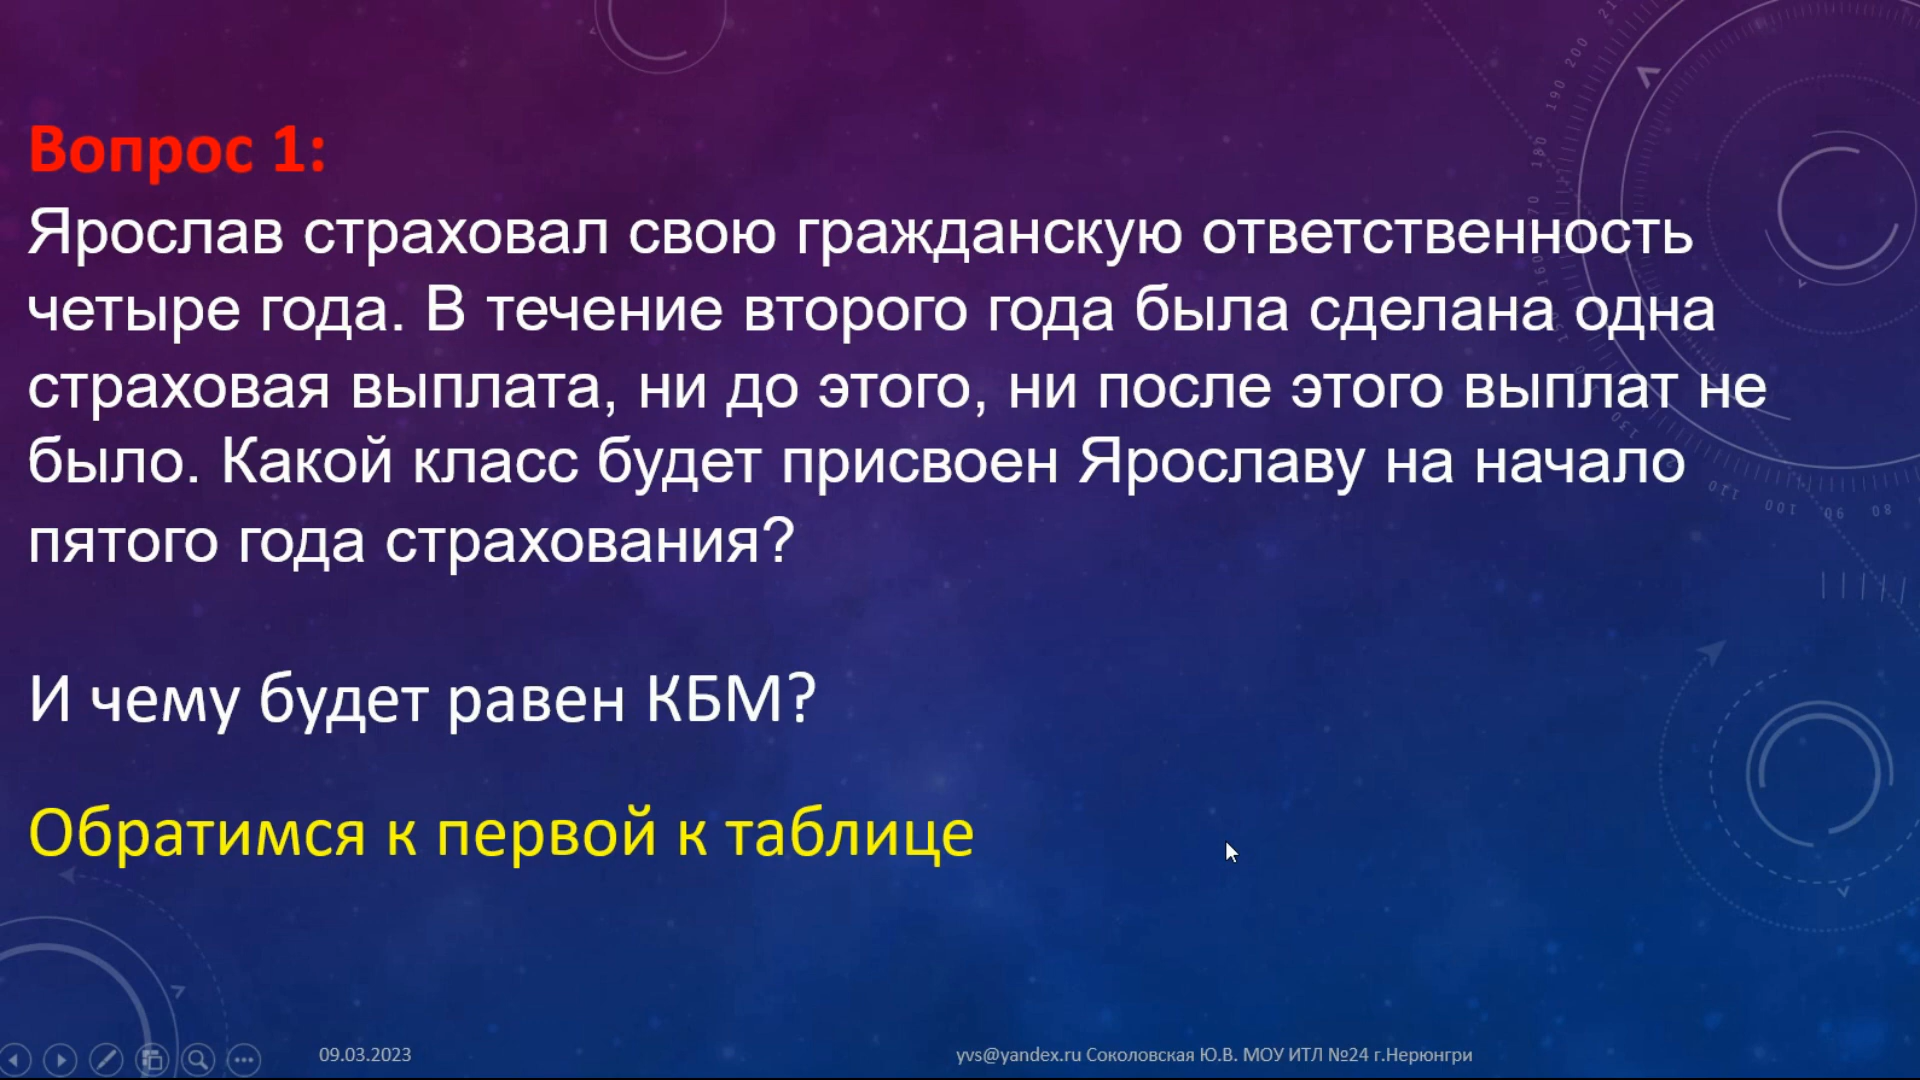 Вопрос 1:
Ярослав страховал свою гражданскую ответственность
четыре года. В течение второго года была сделана одна
страховая выплата, ни до этого, ни после этого выплат не
было. Какой класс будет присвоен Ярославу на начало
пятого года страхования?
И чему будет равен КБМ?
Обратимся к первой к таблице
09.03.2023
yvs@yandex.ru Соколовская Ю.В. МОУ ИТЛ №24 г.Нерюнгри